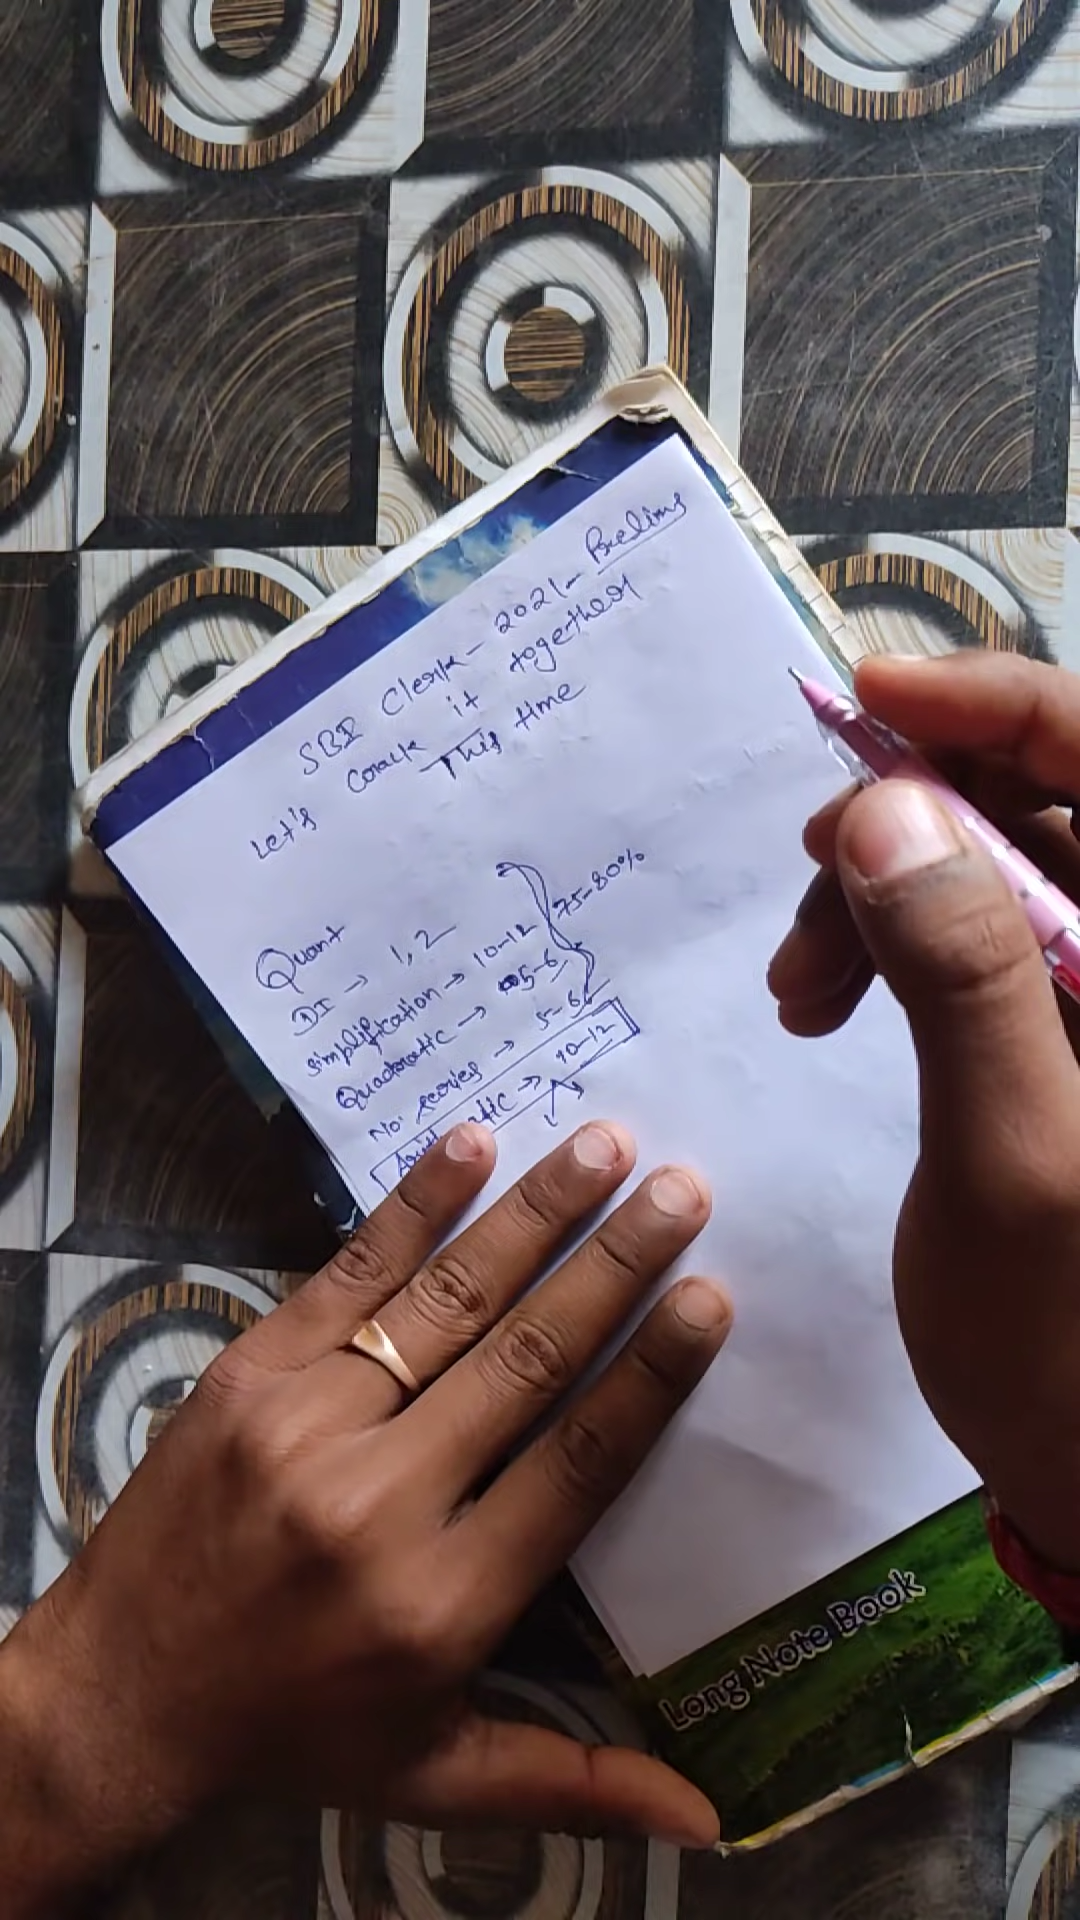 SBI Clerk - 2021 - Prelims
Let's Crack it together
This time
Quant
DI → 1, 2
Simplification → 10-12
Quadratic → 5-6
No. series → 5-6
75-80%
→ 10-12
Long Note Book